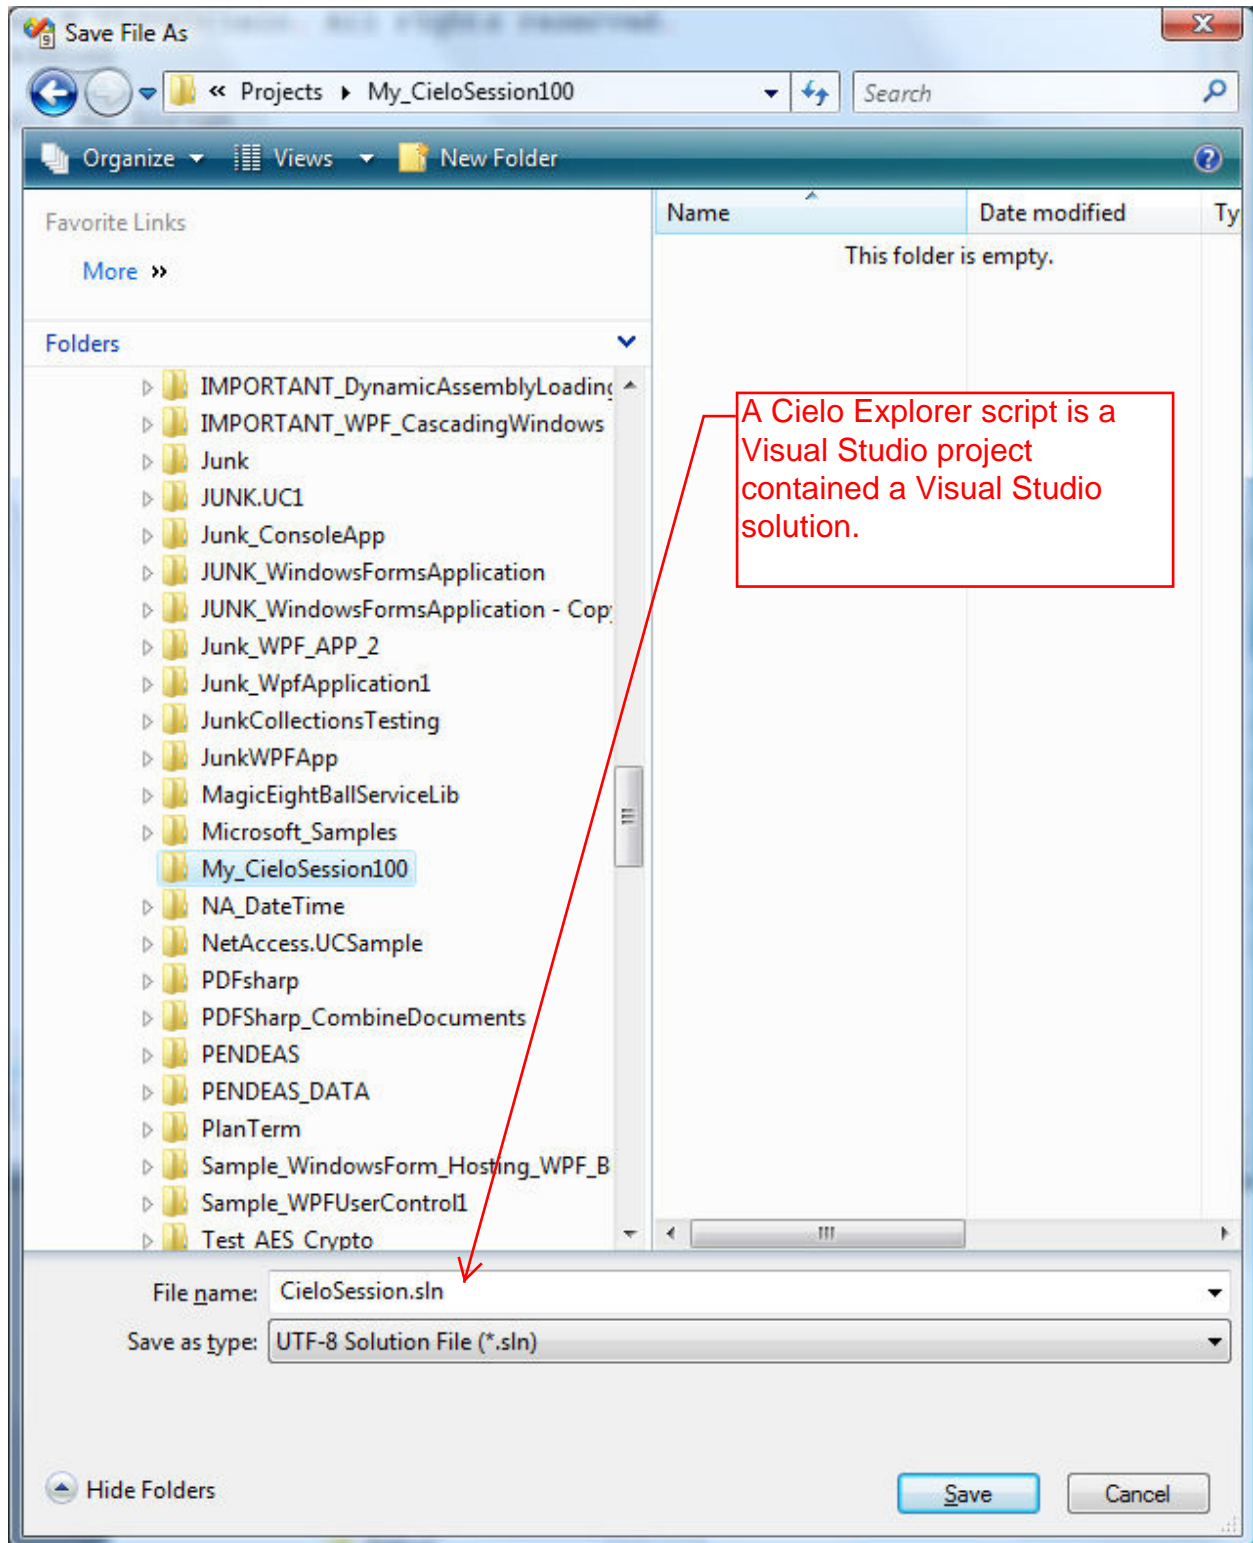 Save File As
« Projects My_CieloSession100
Search
Organize Views New Folder
Favorite Links
More »
Folders
IMPORTANT_DynamicAssemblyLoading
IMPORTANT_WPF_CascadingWindows
Junk
JUNK.UC1
Junk_ConsoleApp
JUNK_WindowsFormsApplication
JUNK_WindowsFormsApplication - Copy
Junk_WPF_APP_2
Junk_WpfApplication1
JunkCollectionsTesting
JunkWPFApp
MagicEightBallServiceLib
Microsoft_Samples
My_CieloSession100
NA_DateTime
NetAccess.UCSample
PDFsharp
PDFSharp_CombineDocuments
PENDEAS
PENDEAS_DATA
PlanTerm
Sample_WindowsForm_Hosting_WPF_B
Sample_WPFUserControl1
Test_AES_Crypto
Name Date modified Ty
This folder is empty.
A Cielo Explorer script is a
Visual Studio project
contained a Visual Studio
solution.
File name: CieloSession.sln
Save as type: UTF-8 Solution File (*.sln)
Hide Folders
Save Cancel